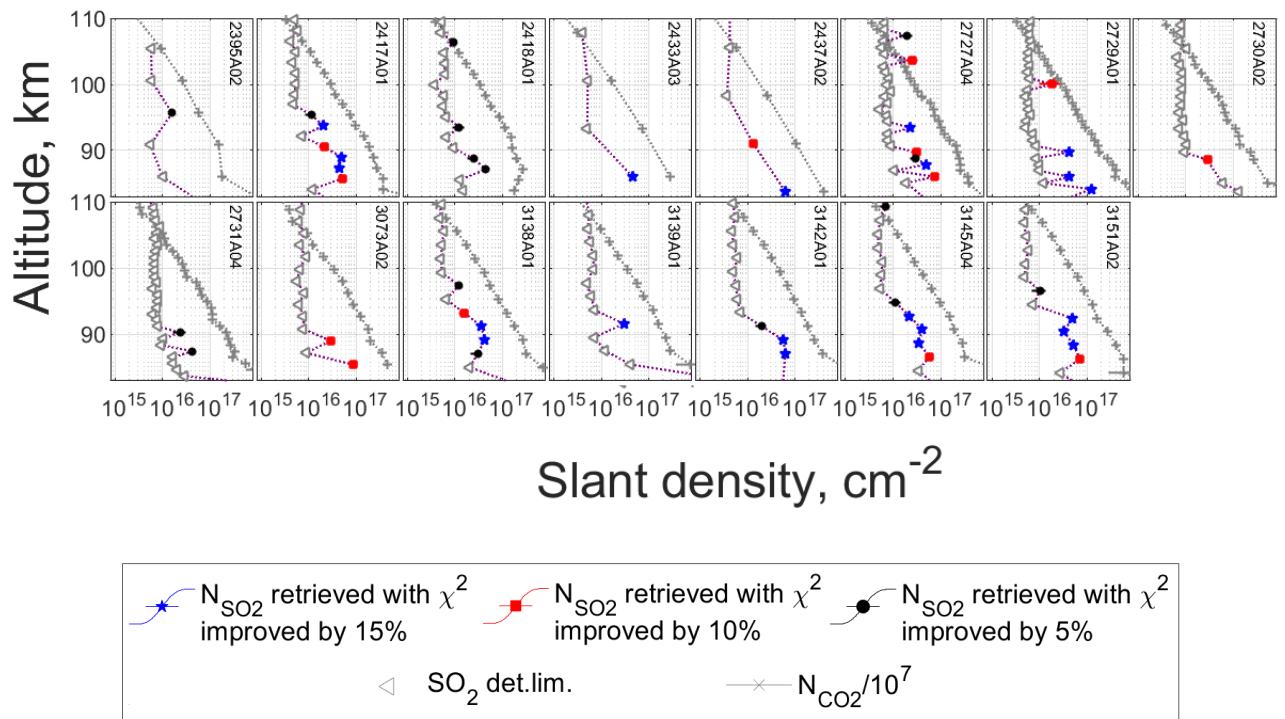 Altitude, km
110
100
90
2395A02
2417A01
2418A01
2433A03
2437A02
2727A04
2729A01
2730A02
110
100
90
2731A04
3073A02
3138A01
3139A01
3142A01
3145A04
3151A02
10^15 10^16 10^17 10^15 10^16 10^17 10^15 10^16 10^17 10^15 10^16 10^17 10^15 10^16 10^17 10^15 10^16 10^17 10^15 10^16 10^17
Slant density, cm^-2
N_SO2 retrieved with χ^2 improved by 15%
N_SO2 retrieved with χ^2 improved by 10%
N_SO2 retrieved with χ^2 improved by 5%
SO_2 det.lim.
N_CO2/10^7